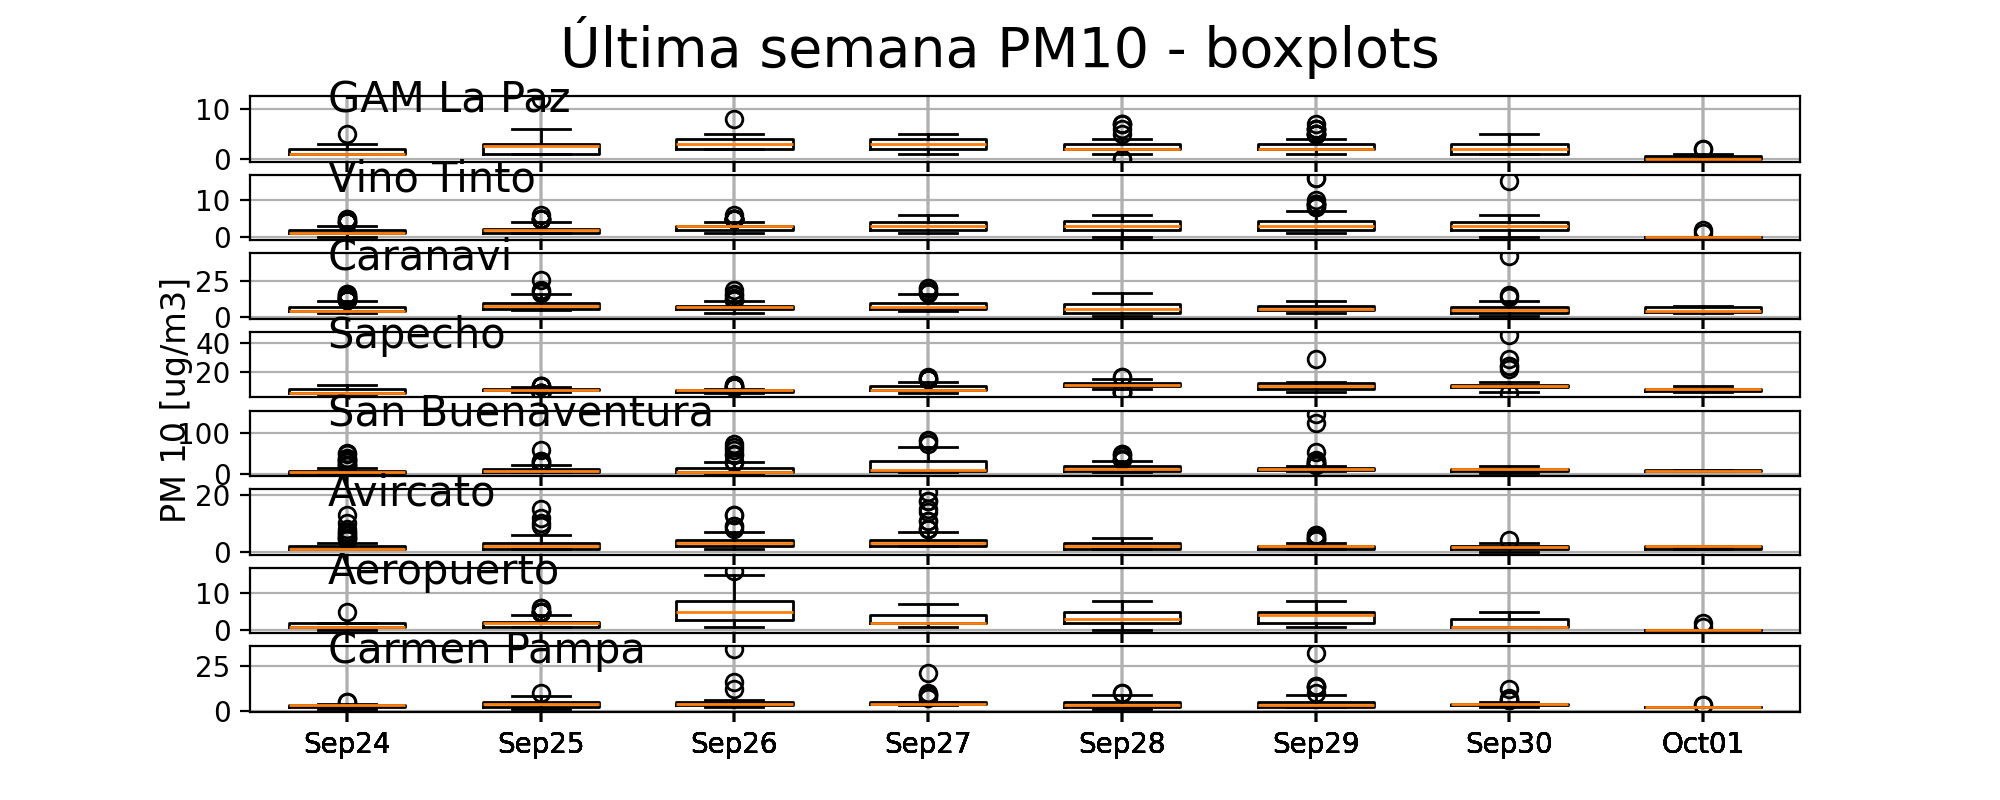 Última semana PM10 - boxplots
GAM La Paz
10
0
Vino Tinto
10
0
Caranavi
25
0
PM 10 [ug/m3]
Sapecho
40
20
San Buenaventura
100
0
Avircato
20
0
Aeropuerto
10
0
Carmen Pampa
25
0
Sep24 Sep25 Sep26 Sep27 Sep28 Sep29 Sep30 Oct01